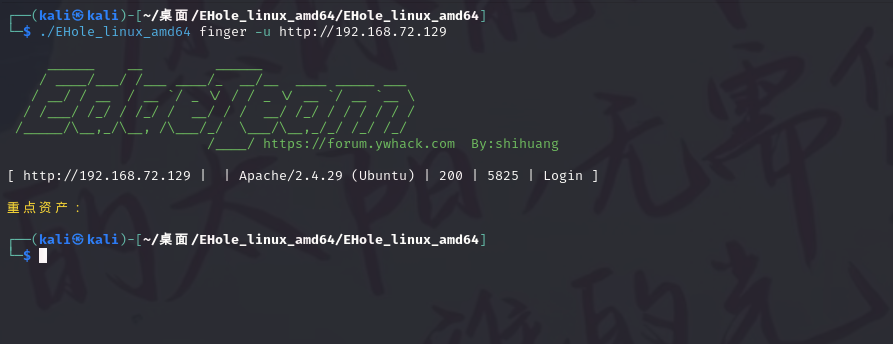 ┌──(kali㉿kali)-[~/桌面/EHole_linux_amd64/EHole_linux_amd64]
└─$ ./EHole_linux_amd64 finger -u http://192.168.72.129
EdgeTeam
https://forum.ywhack.com By:shihuang
[ http://192.168.72.129 | | Apache/2.4.29 (Ubuntu) | 200 | 5825 | Login ]
重点资产：
┌──(kali㉿kali)-[~/桌面/EHole_linux_amd64/EHole_linux_amd64]
└─$